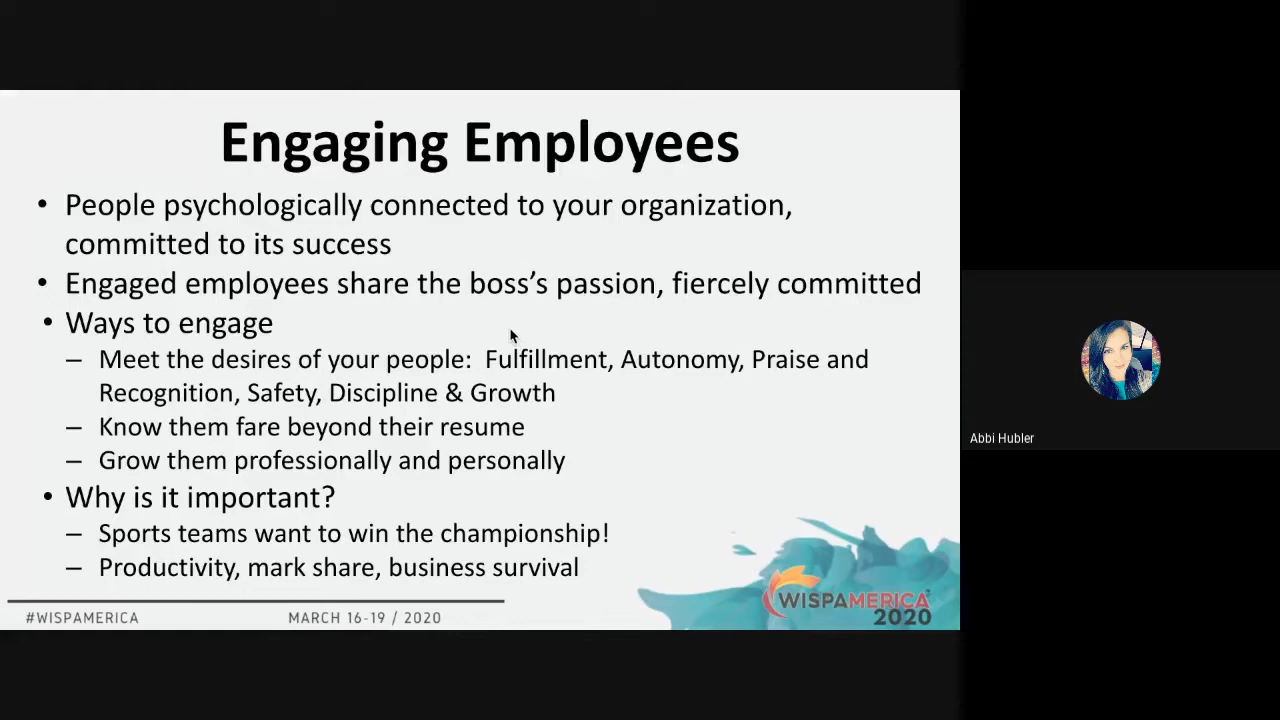 Engaging Employees
• People psychologically connected to your organization,
committed to its success
• Engaged employees share the boss’s passion, fiercely committed
• Ways to engage
– Meet the desires of your people:  Fulfillment, Autonomy, Praise and
Recognition, Safety, Discipline & Growth
– Know them fare beyond their resume
– Grow them professionally and personally
• Why is it important?
– Sports teams want to win the championship!
– Productivity, mark share, business survival
#WISPAMERICA
MARCH 16-19 / 2020
WISPAMERICA
2020
Abbi Hubler